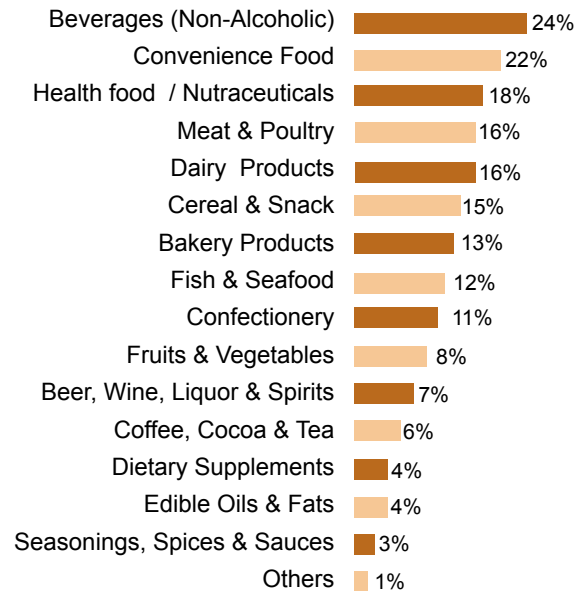 Beverages (Non-Alcoholic) 24%
Convenience Food 22%
Health food / Nutraceuticals 18%
Meat & Poultry 16%
Dairy Products 16%
Cereal & Snack 15%
Bakery Products 13%
Fish & Seafood 12%
Confectionery 11%
Fruits & Vegetables 8%
Beer, Wine, Liquor & Spirits 7%
Coffee, Cocoa & Tea 6%
Dietary Supplements 4%
Edible Oils & Fats 4%
Seasonings, Spices & Sauces 3%
Others 1%